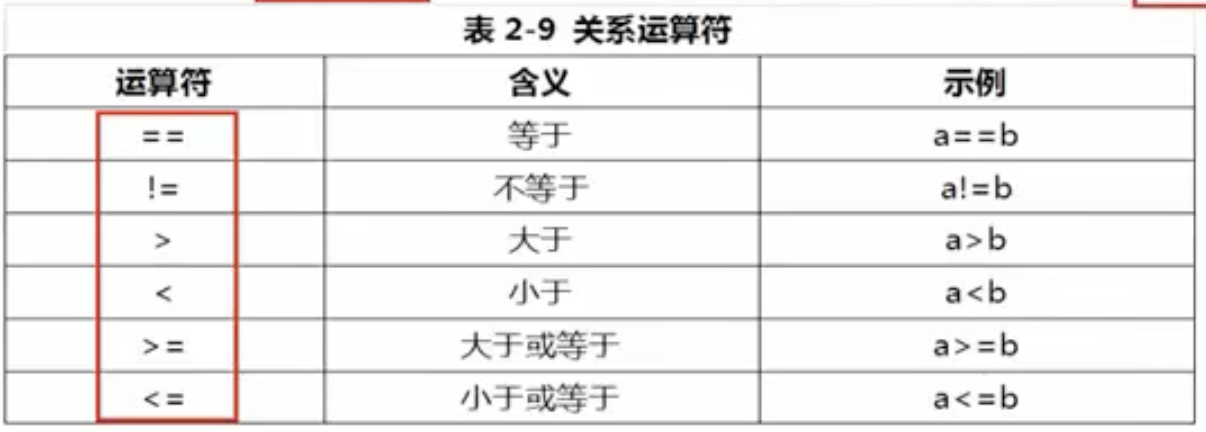 表 2-9 关系运算符
运算符 含义 示例
== 等于 a==b
!= 不等于 a!=b
> 大于 a>b
< 小于 a<b
>= 大于或等于 a>=b
<= 小于或等于 a<=b